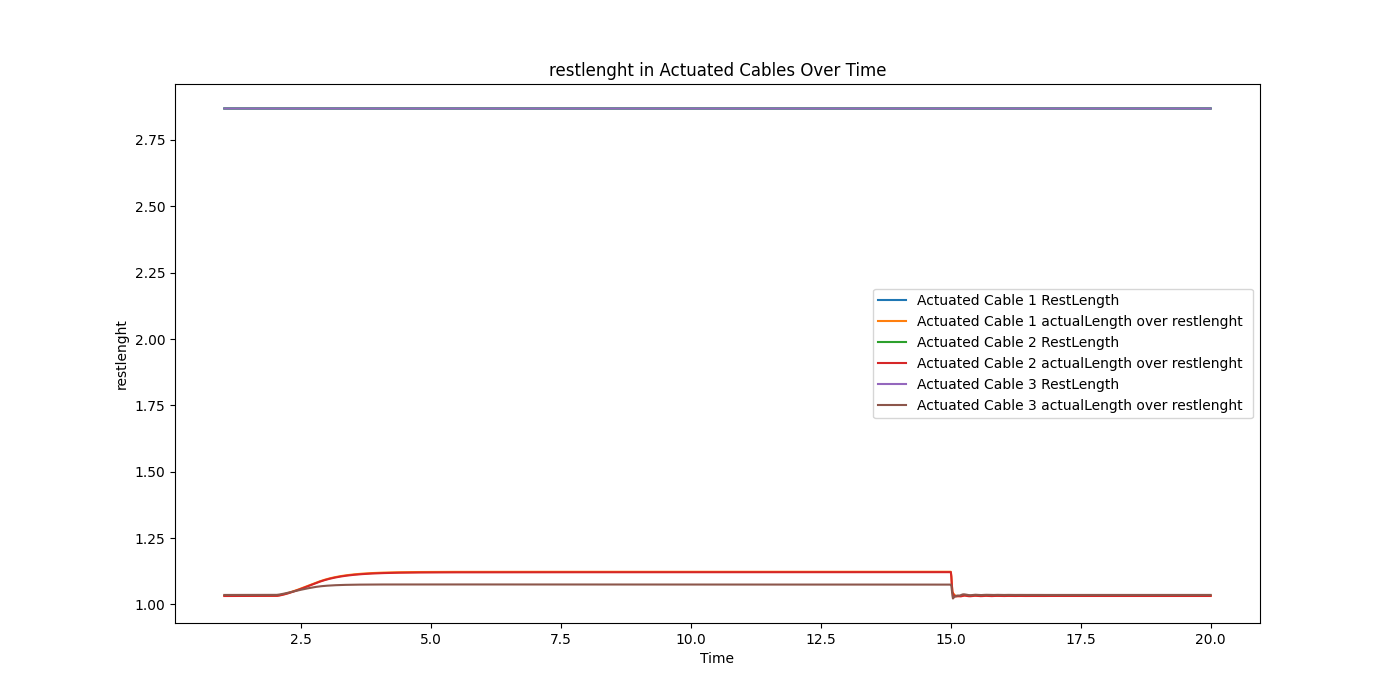 restlenght in Actuated Cables Over Time
2.75
2.50
2.25
2.00
1.75
1.50
1.25
1.00
restlenght
Actuated Cable 1 RestLength
Actuated Cable 1 actualLength over restlenght
Actuated Cable 2 RestLength
Actuated Cable 2 actualLength over restlenght
Actuated Cable 3 RestLength
Actuated Cable 3 actualLength over restlenght
2.5 5.0 7.5 10.0 12.5 15.0 17.5 20.0
Time